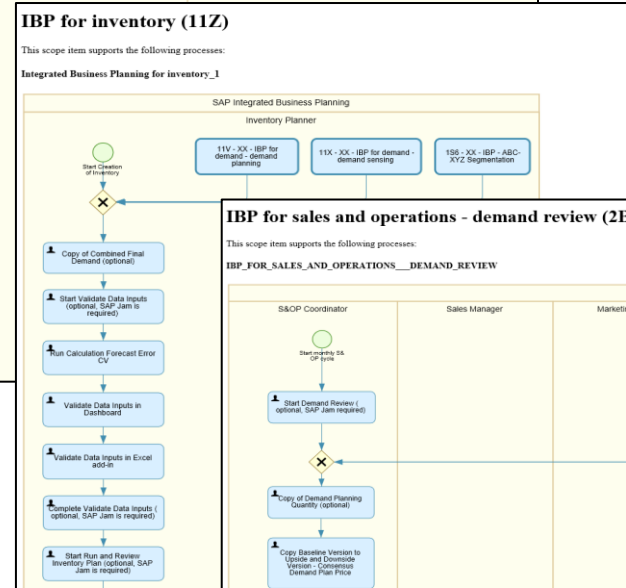 IBP for inventory (11Z)
This scope item supports the following processes:
Integrated Business Planning for inventory_1
SAP Integrated Business Planning
Inventory Planner
Start Creation
of Inventory
11V - XX - IBP for
demand - demand
planning
11X - XX - IBP for demand -
demand sensing
1S6 - XX - IBP - ABC-
XYZ Segmentation
Copy of Combined Final
Demand (optional)
Start Validate Data Inputs
(optional, SAP Jam is
required)
Run Calculation Forecast Error
CV
Validate Data Inputs in
Dashboard
Validate Data Inputs in Excel
add-in
Complete Validate Data Inputs (
optional, SAP Jam is required)
Start Run and Review
Inventory Plan (optional, SAP
Jam is required)
IBP for sales and operations - demand review (2E
This scope item supports the following processes:
IBP_FOR_SALES_AND_OPERATIONS___DEMAND_REVIEW
S&OP Coordinator
Sales Manager
Marketin
Start monthly S&
OP cycle
Start Demand Review (
optional, SAP Jam required)
Copy of Demand Planning
Quantity (optional)
Copy Baseline Version to
Upside and Downside
Version - Consensus
Demand Plan Price